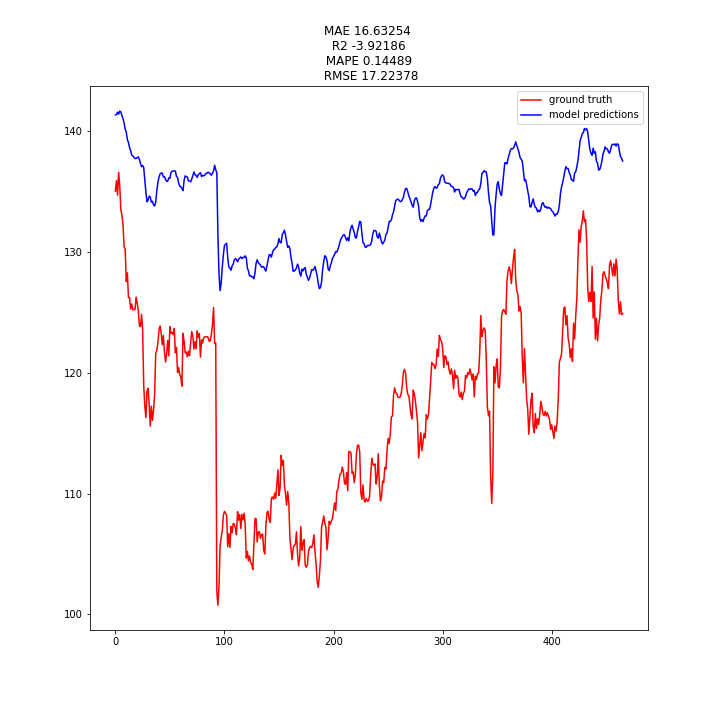 MAE 16.63254
R2 -3.92186
MAPE 0.14489
RMSE 17.22378
ground truth
model predictions
140
130
120
110
100
0 100 200 300 400